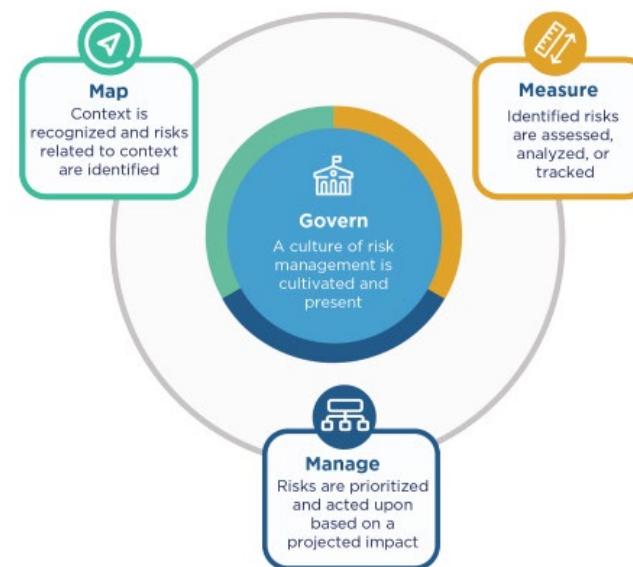 Map
Context is
recognized and risks
related to context
are identified
Measure
Identified risks
are assessed,
analyzed, or
tracked
Govern
A culture of risk
management is
cultivated and
present
Manage
Risks are prioritized
and acted upon
based on a
projected impact